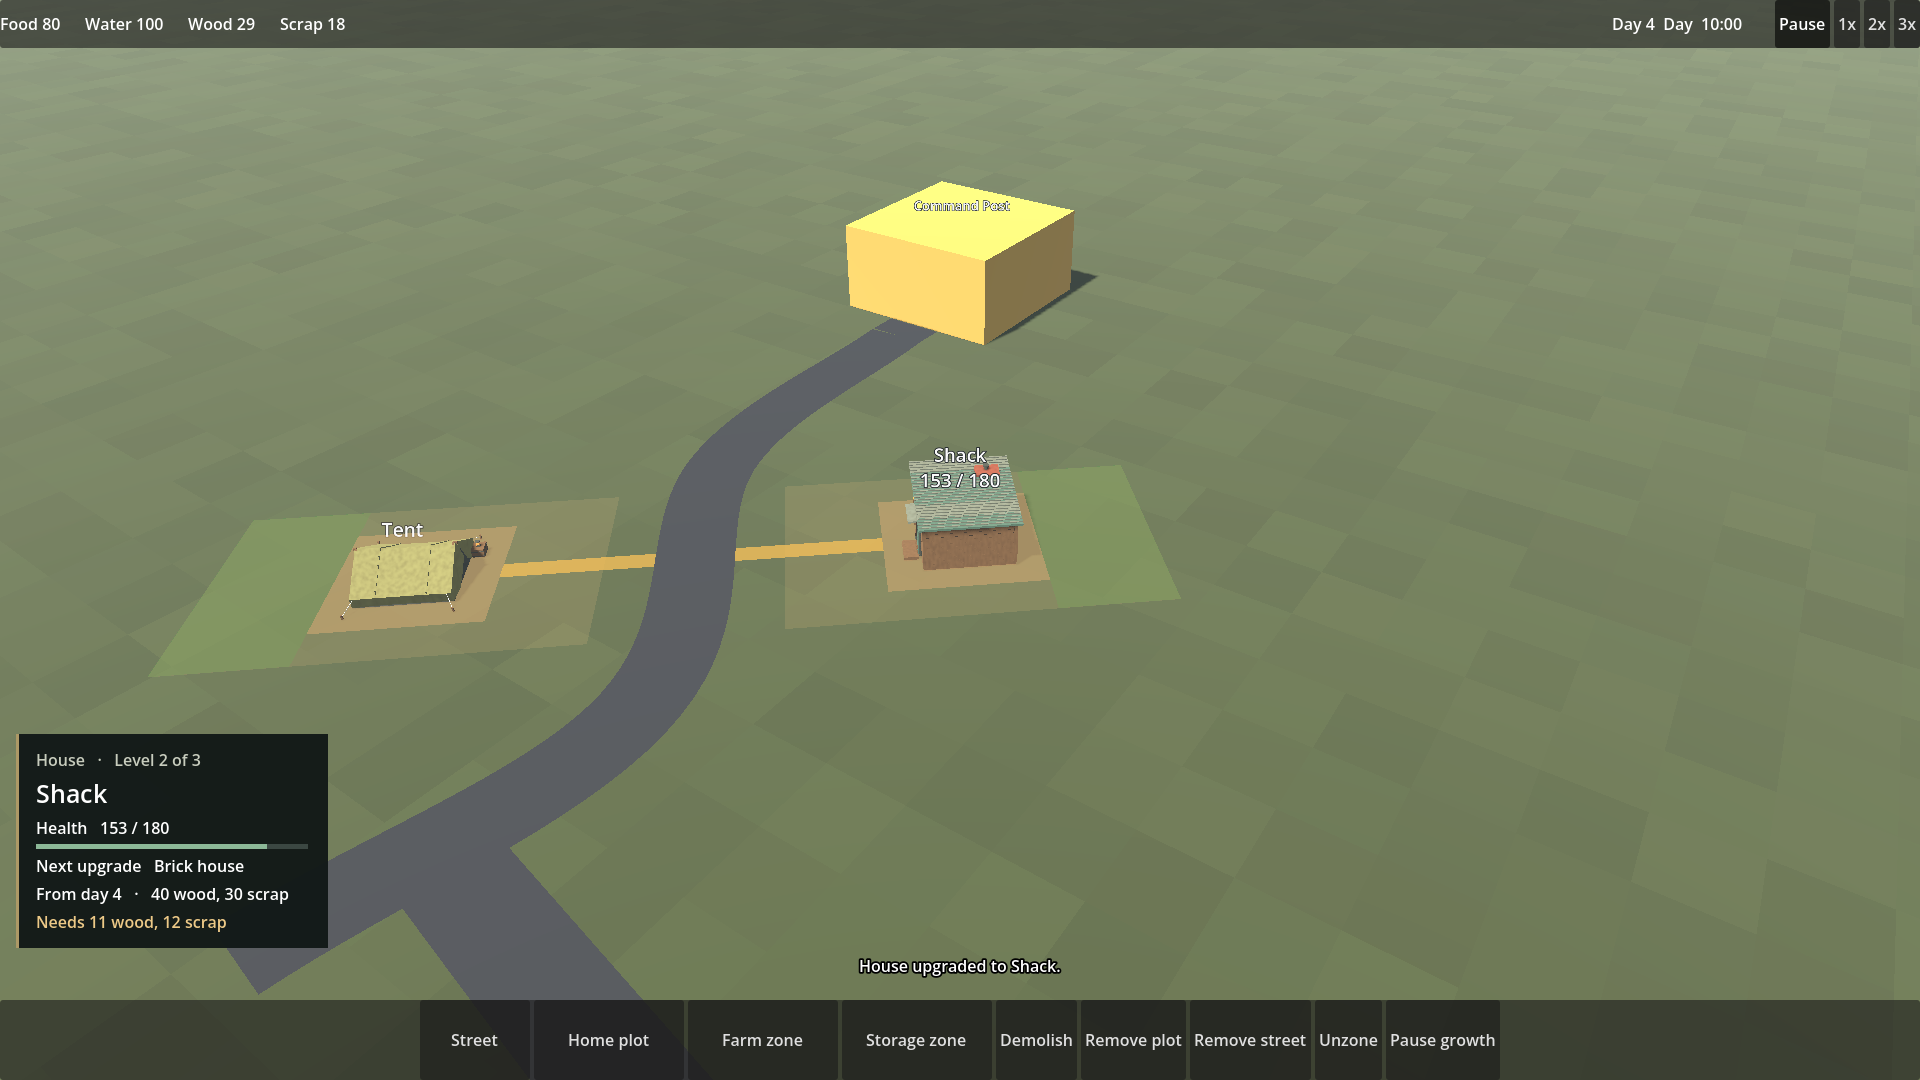 Food 80 Water 100 Wood 29 Scrap 18 Day 4 Day 10:00 Pause 1x 2x 3x
Command Post
Shack
153 / 180
Tent
House · Level 2 of 3
Shack
Health 153 / 180
Next upgrade Brick house
From day 4 · 40 wood, 30 scrap
Needs 11 wood, 12 scrap
House upgraded to Shack.
Street Home plot Farm zone Storage zone Demolish Remove plot Remove street Unzone Pause growth